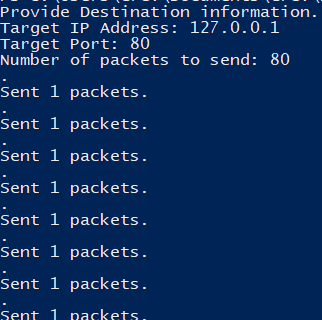 Provide Destination information.
Target IP Address: 127.0.0.1
Target Port: 80
Number of packets to send: 80
.
Sent 1 packets.
.
Sent 1 packets.
.
Sent 1 packets.
.
Sent 1 packets.
.
Sent 1 packets.
.
Sent 1 packets.
.
Sent 1 packets.
.
Sent 1 packets.